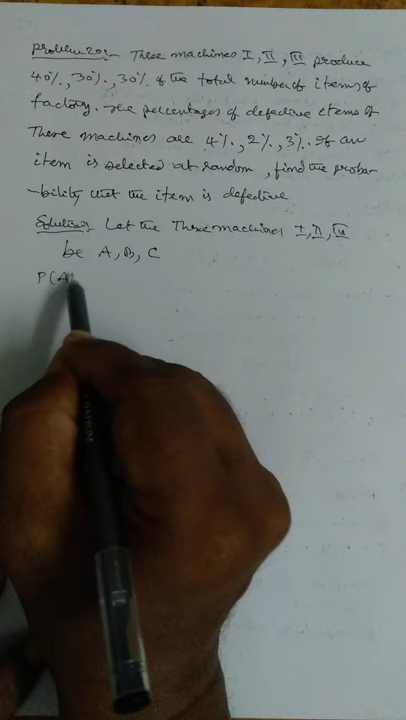 Problem 20:- Three machines I, II, III produce
40%, 30%, 30% of the total number of items of
factory. The percentages of defective items of
These machines are 4%, 2%, 3%. If an
item is selected at random, find the proba-
-bility that the item is defective
Solution:- Let the Three machines I, II, III
be A, B, C
P(A